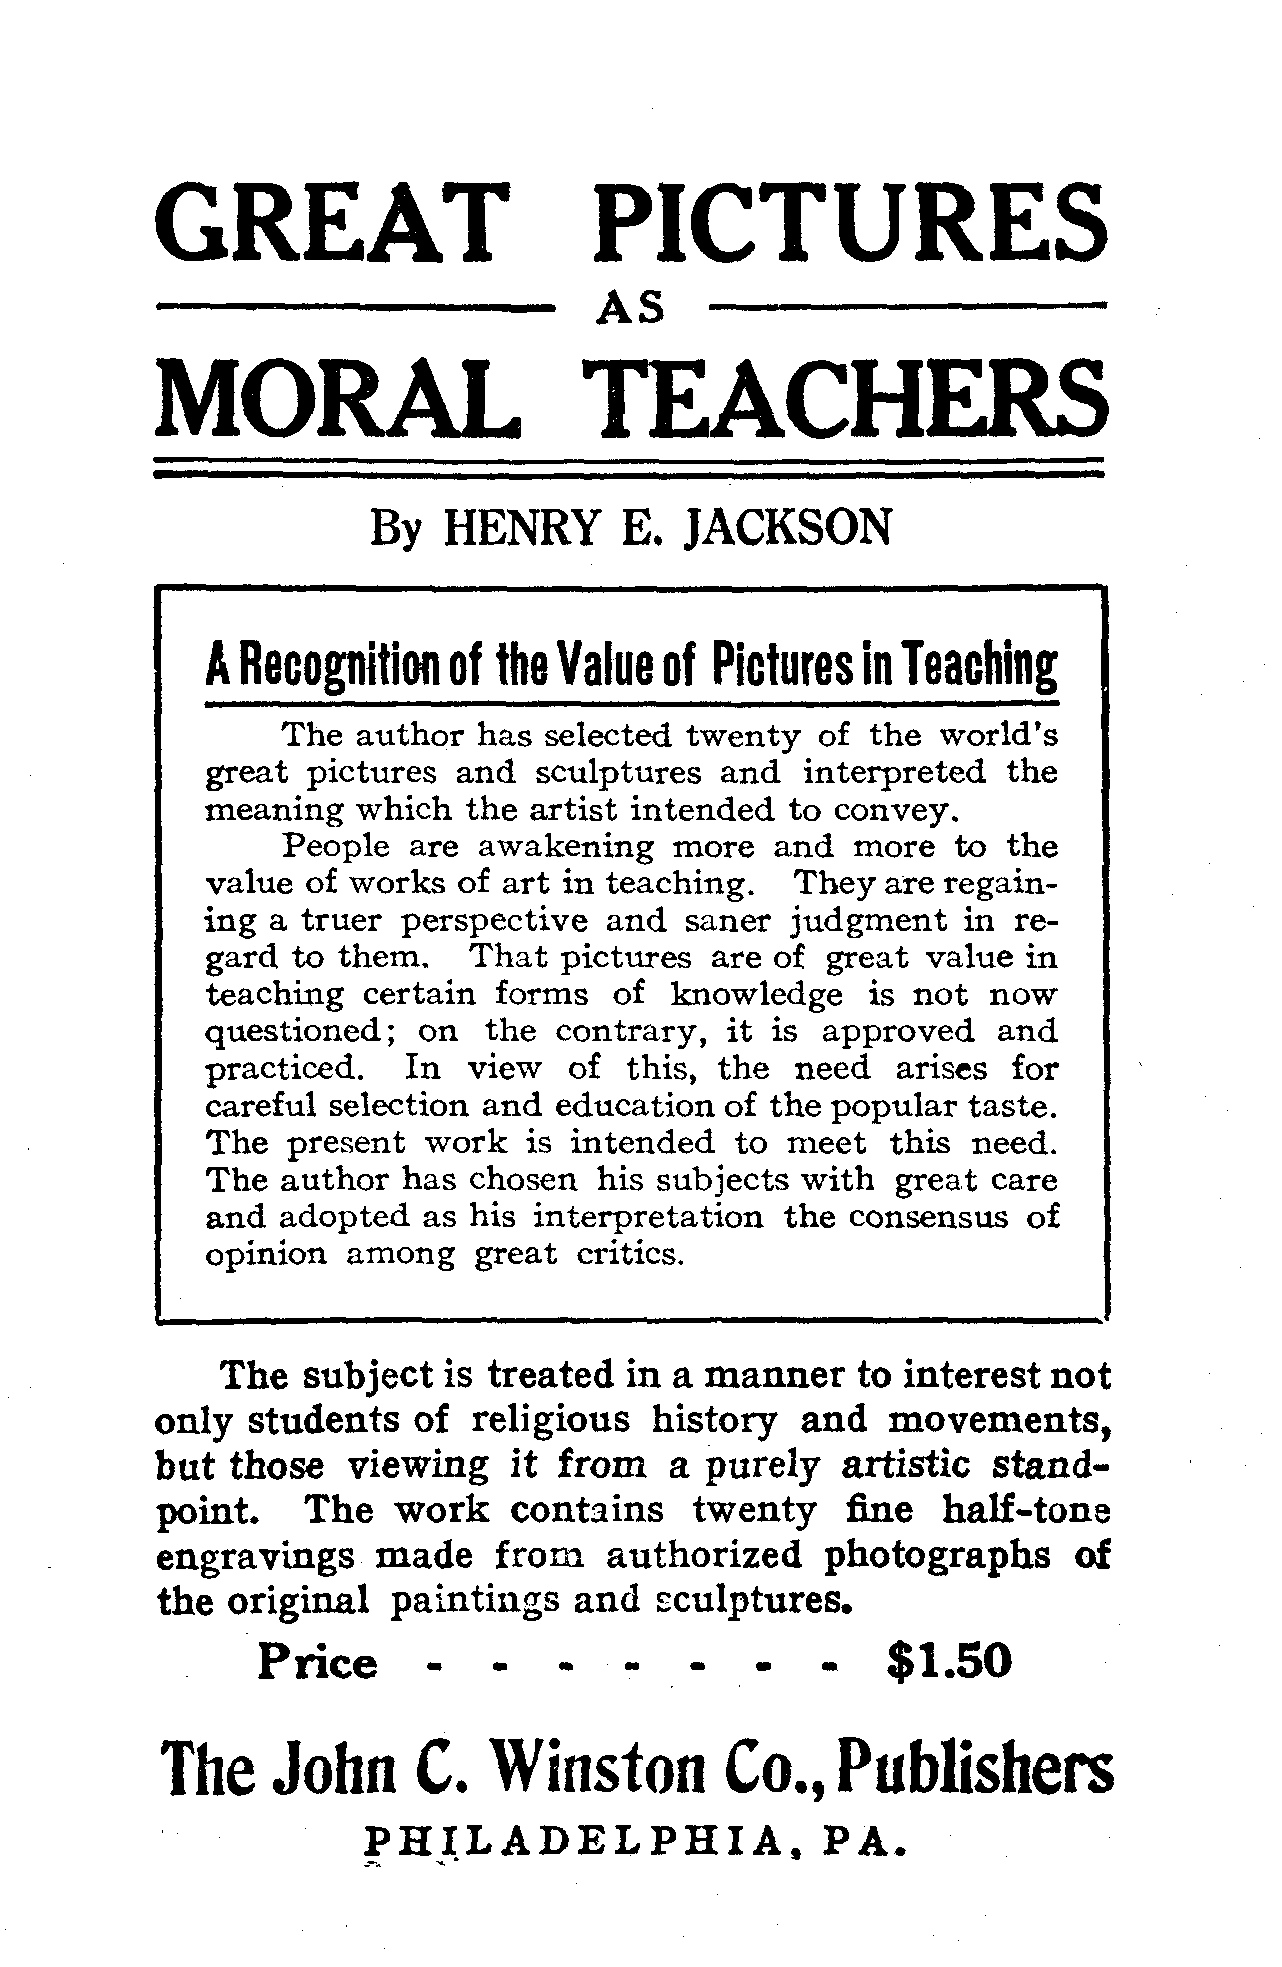 GREAT PICTURES
AS
MORAL TEACHERS
By HENRY E. JACKSON
A Recognition of the Value of Pictures in Teaching
The author has selected twenty of the world's
great pictures and sculptures and interpreted the
meaning which the artist intended to convey.
People are awakening more and more to the
value of works of art in teaching. They are regain-
ing a truer perspective and saner judgment in re-
gard to them. That pictures are of great value in
teaching certain forms of knowledge is not now
questioned; on the contrary, it is approved and
practiced. In view of this, the need arises for
careful selection and education of the popular taste.
The present work is intended to meet this need.
The author has chosen his subjects with great care
and adopted as his interpretation the consensus of
opinion among great critics.
The subject is treated in a manner to interest not
only students of religious history and movements,
but those viewing it from a purely artistic stand-
point. The work contains twenty fine half-tone
engravings made from authorized photographs of
the original paintings and sculptures.
Price - - - - - - - $1.50
The John C. Winston Co., Publishers
PHILADELPHIA, PA.